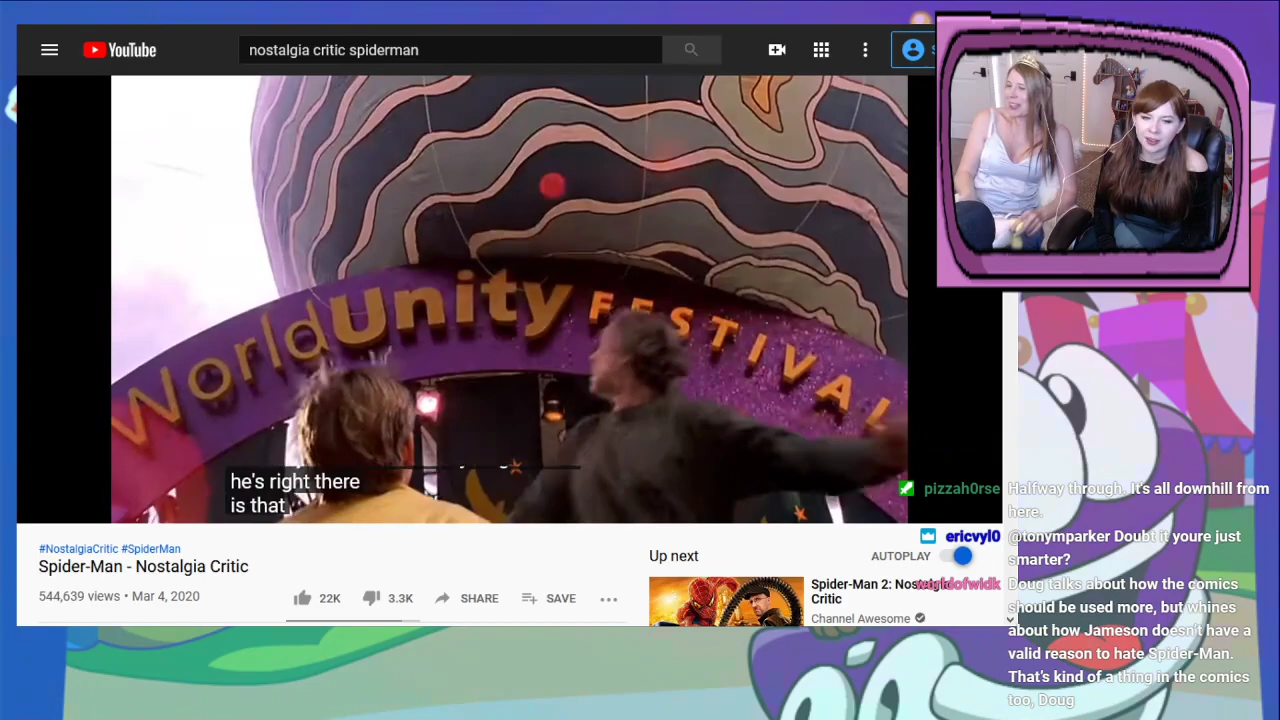 YouTube
nostalgia critic spiderman
World Unity FESTIVAL
he's right there
is that
#NostalgiaCritic #SpiderMan
Spider-Man - Nostalgia Critic
544,639 views • Mar 4, 2020
22K
3.3K
SHARE
SAVE
Up next
AUTOPLAY
Spider-Man 2: Nostalgia
Critic
Channel Awesome
pizzah0rse
Halfway through. It's all downhill from
here.
ericvyl0
@tonymparker Doubt it youre just
smarter?
worldofwidk
Doug talks about how the comics
should be used more, but whines
about how Jameson doesn't have a
valid reason to hate Spider-Man.
That's kind of a thing in the comics
too, Doug